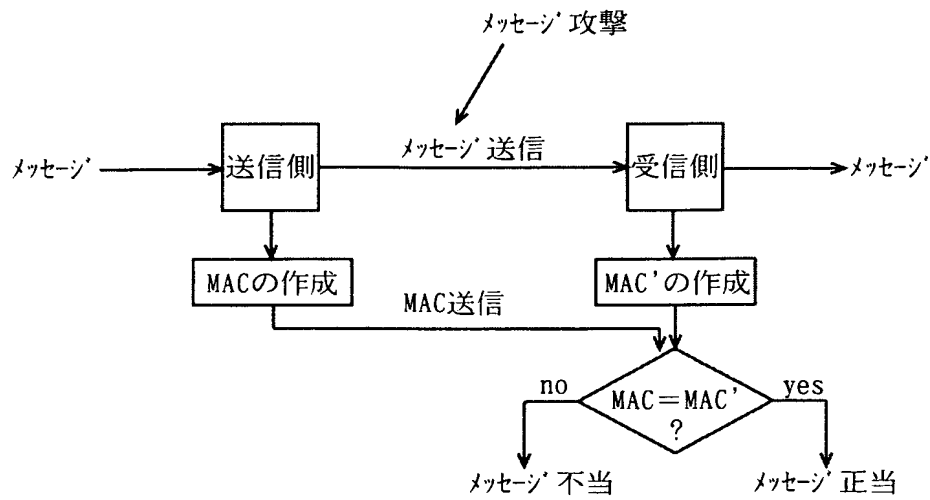 ﾒｯｾｰｼﾞ攻撃
ﾒｯｾｰｼﾞ
送信側
ﾒｯｾｰｼﾞ送信
受信側
ﾒｯｾｰｼﾞ
MACの作成
MAC'の作成
MAC送信
no
MAC＝MAC'
?
yes
ﾒｯｾｰｼﾞ不当
ﾒｯｾｰｼﾞ正当